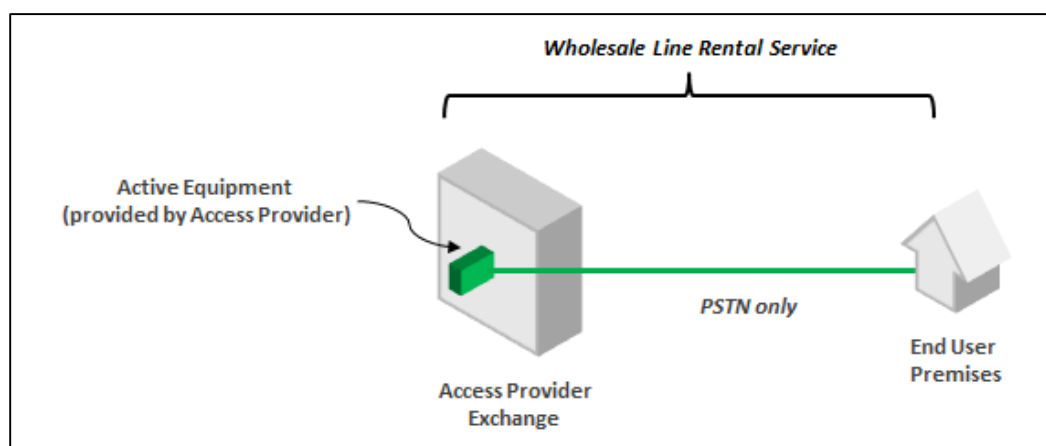 Wholesale Line Rental Service
Active Equipment
(provided by Access Provider)
PSTN only
End User
Premises
Access Provider
Exchange